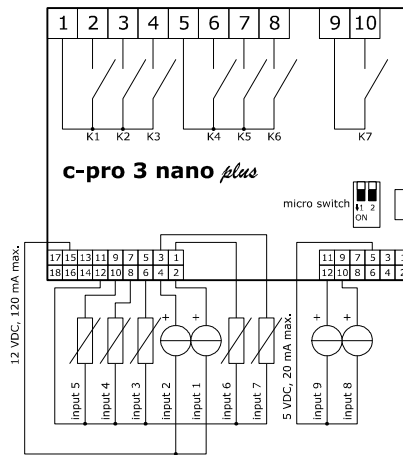 1 2 3 4 5 6 7 8 9 10
K1 K2 K3 K4 K5 K6 K7
c-pro 3 nano plus
micro switch
1 2
ON
17 15 13 11 9 7 5 3 1
18 16 14 12 10 8 6 4 2
11 9 7 5 3
12 10 8 6 4 2
12 VDC, 120 mA max.
5 VDC, 20 mA max.
+ + + +
input 5
input 4
input 3
input 2
input 1
input 6
input 7
input 9
input 8